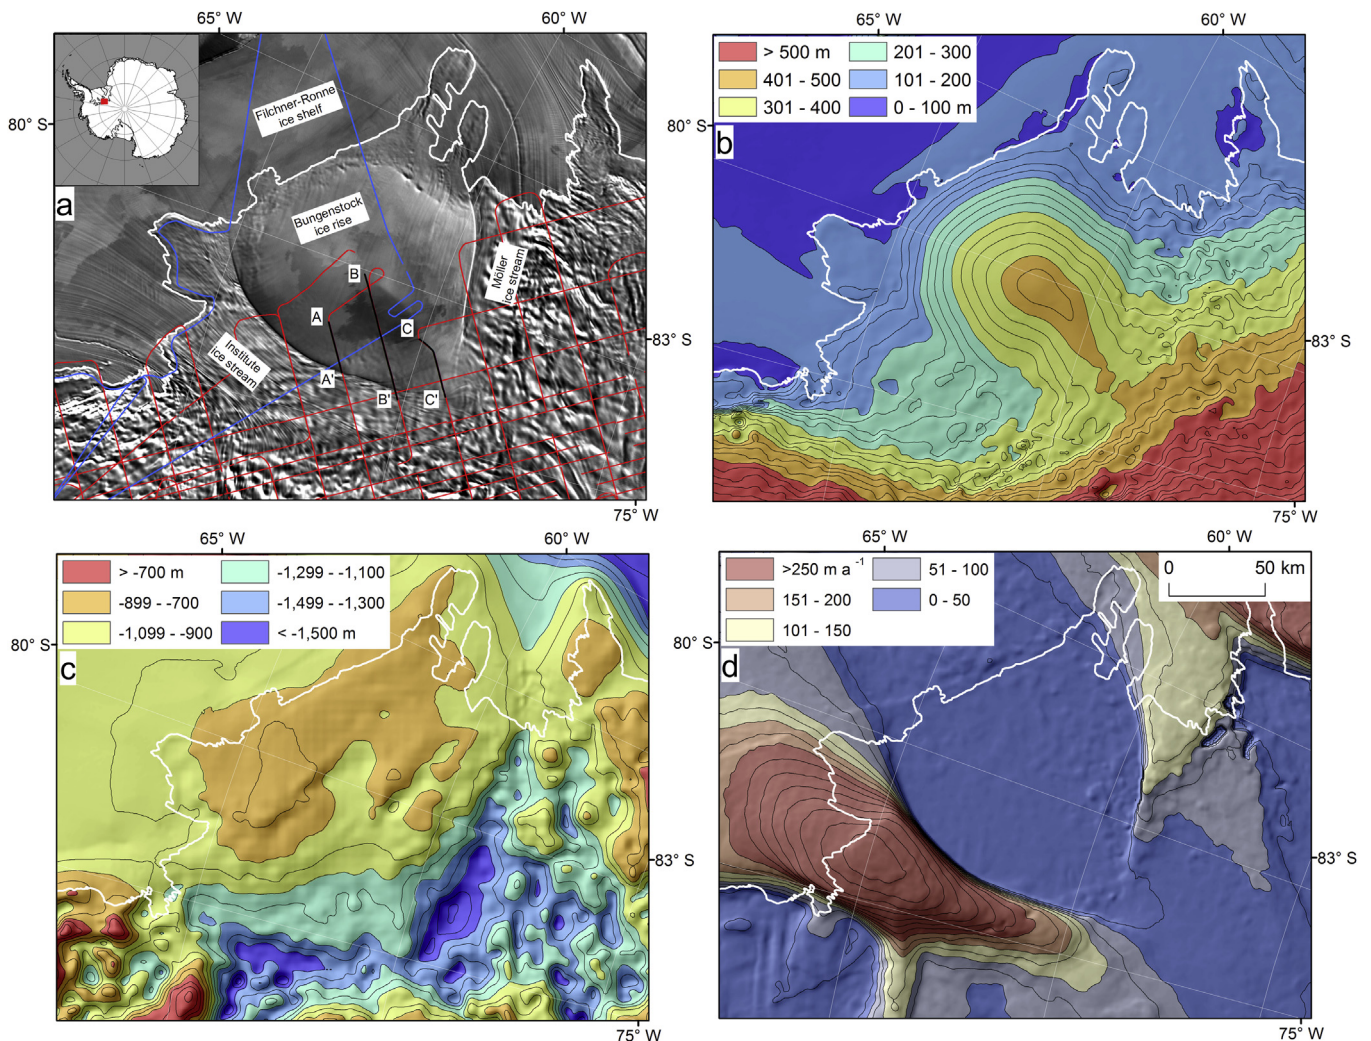 65° W
60° W
80° S
83° S
75° W
Filchner-Ronne
ice shelf
Bungenstock
ice rise
Möller
ice stream
Institute
ice stream
B
A
C
A'
B'
C'
a
65° W
60° W
> 500 m
401 - 500
301 - 400
201 - 300
101 - 200
0 - 100 m
80° S
b
83° S
75° W
65° W
60° W
> -700 m
-899 - -700
-1,099 - -900
-1,299 - -1,100
-1,499 - -1,300
< -1,500 m
80° S
c
83° S
75° W
65° W
60° W
>250 m a -1
151 - 200
101 - 150
51 - 100
0 - 50
0 50 km
80° S
d
83° S
75° W